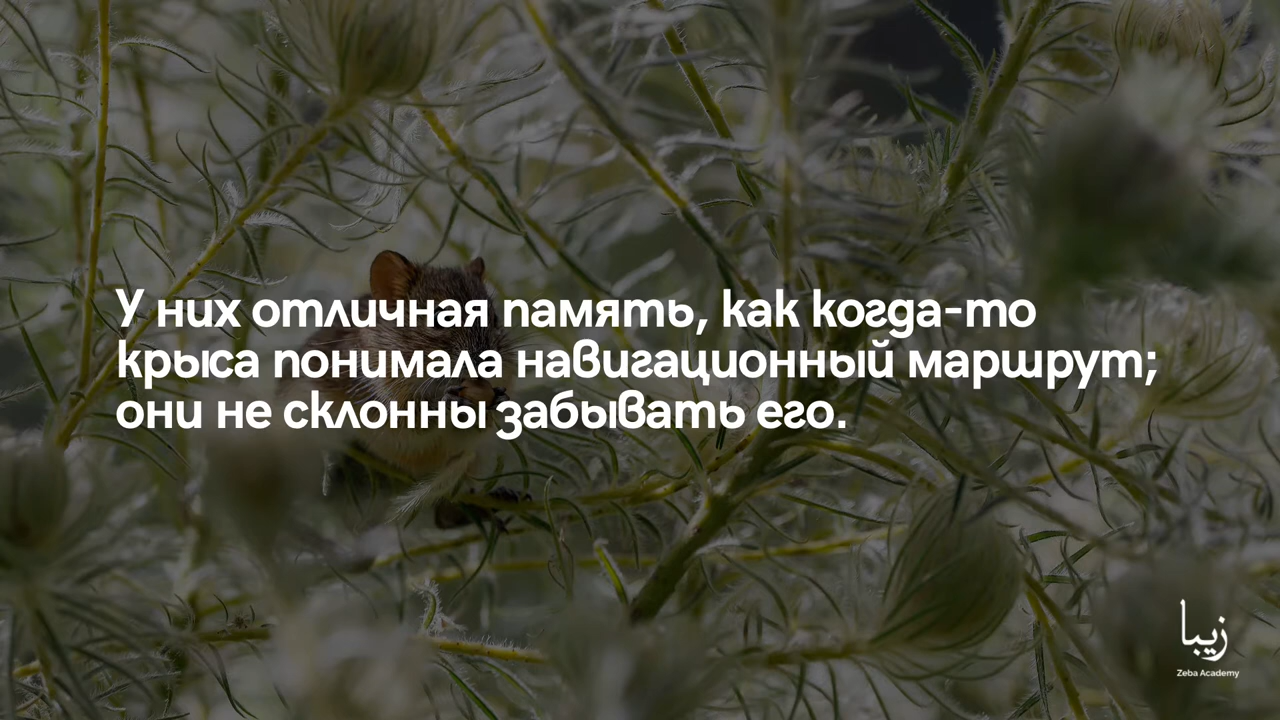 У них отличная память, как когда-то
крыса понимала навигационный маршрут;
они не склонны забывать его.
زيبا
Zeba Academy